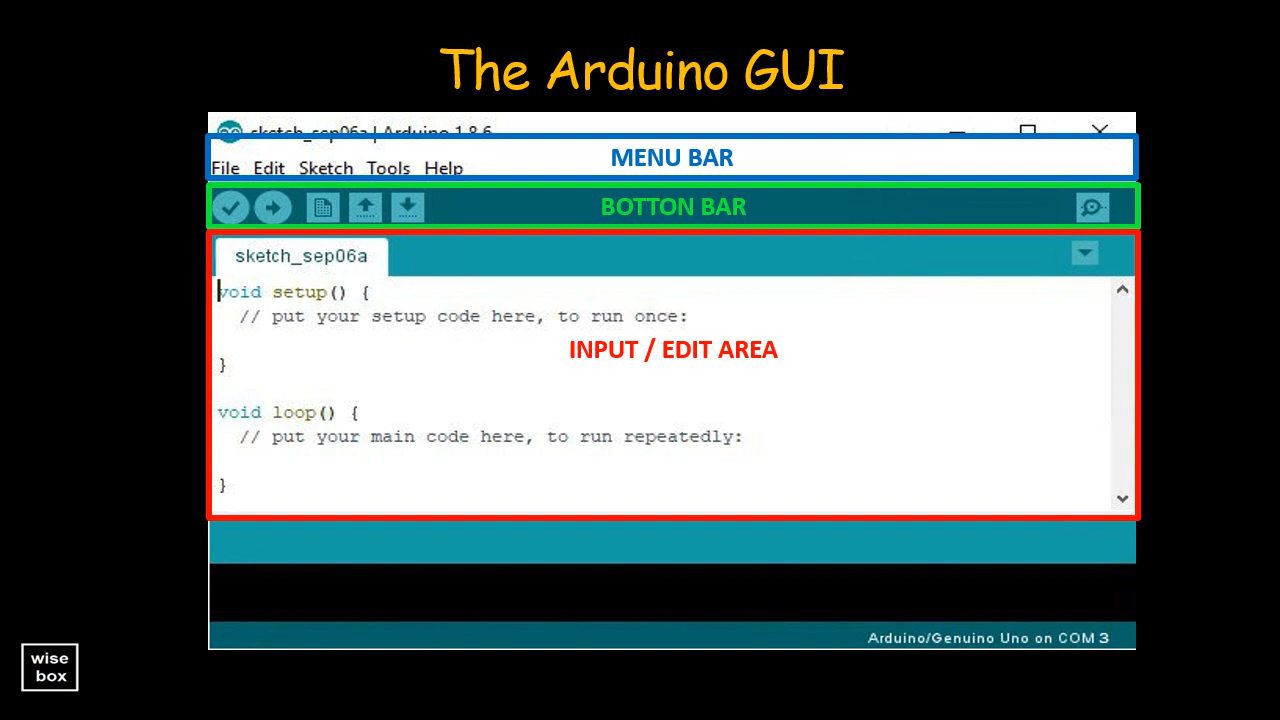 The Arduino GUI
sketch_sep06a | Arduino 1.8.6
MENU BAR
File Edit Sketch Tools Help
BOTTON BAR
sketch_sep06a
void setup() {
// put your setup code here, to run once:
INPUT / EDIT AREA
}
void loop() {
// put your main code here, to run repeatedly:
}
Arduino/Genuino Uno on COM 3
wise
box